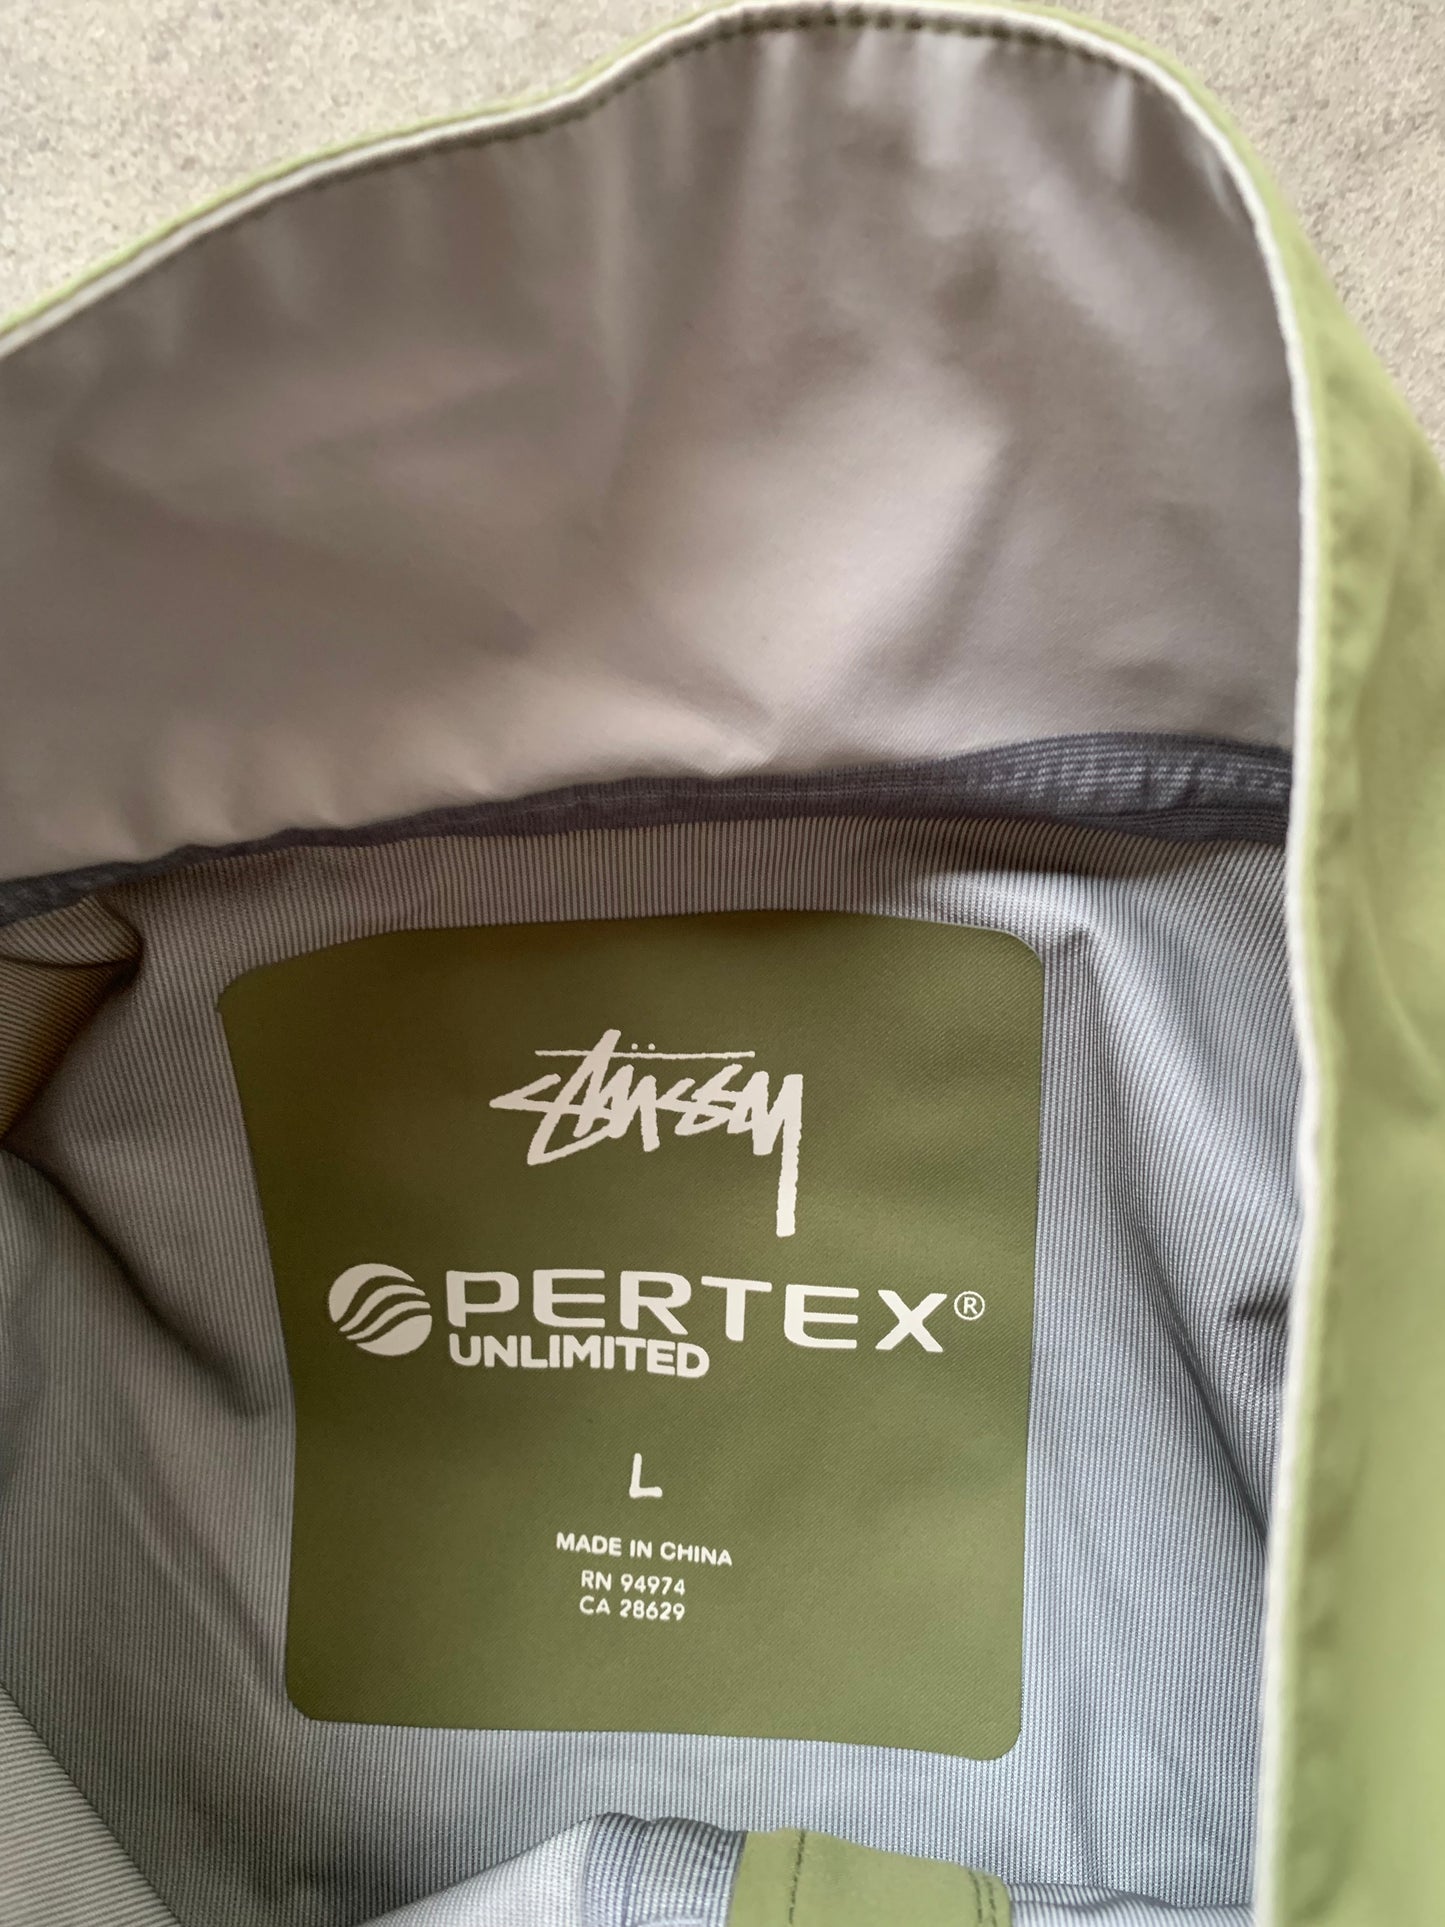 STÜSSY
PERTEX®
UNLIMITED
L
MADE IN CHINA
RN 94974
CA 28629